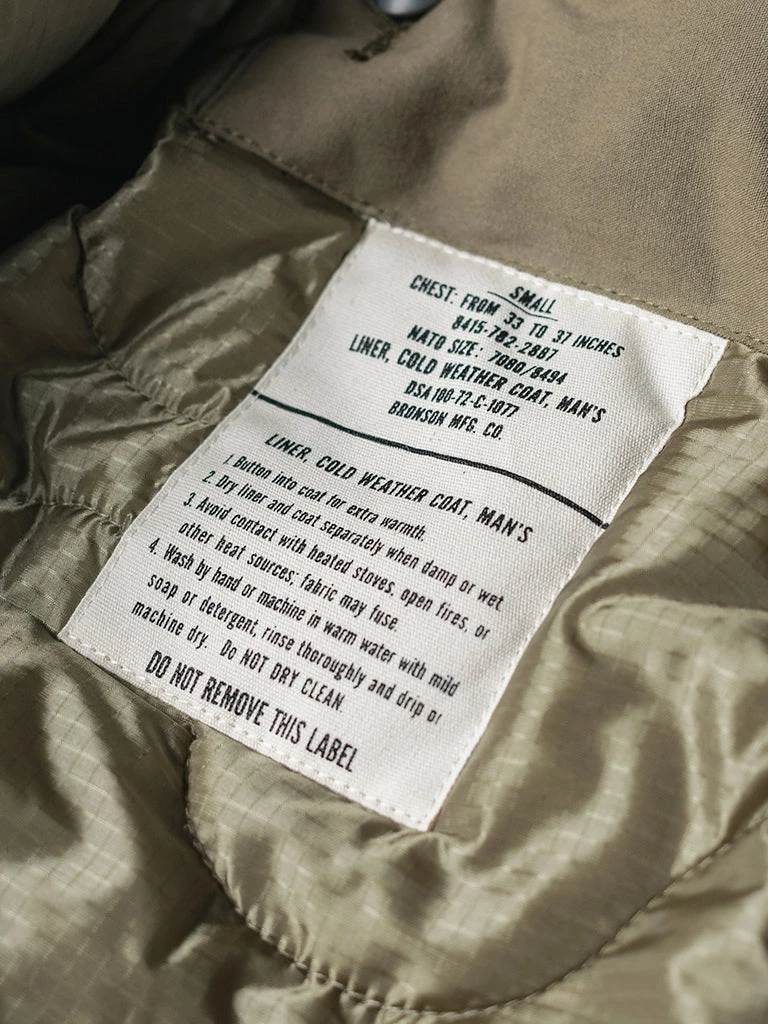 SMALL
CHEST: FROM 33 TO 37 INCHES
8415-782-2887
NATO SIZE: 7080/8494
LINER, COLD WEATHER COAT, MAN'S
DSA 100-72-C-1077
BRONSON MFG. CO.
LINER, COLD WEATHER COAT, MAN'S
1. Button into coat for extra warmth.
2. Dry liner and coat separately when damp or wet.
3. Avoid contact with heated stoves, open fires, or
other heat sources; fabric may fuse.
4. Wash by hand or machine in warm water with mild
soap or detergent, rinse thoroughly and drip or
machine dry. Do NOT DRY CLEAN.
DO NOT REMOVE THIS LABEL